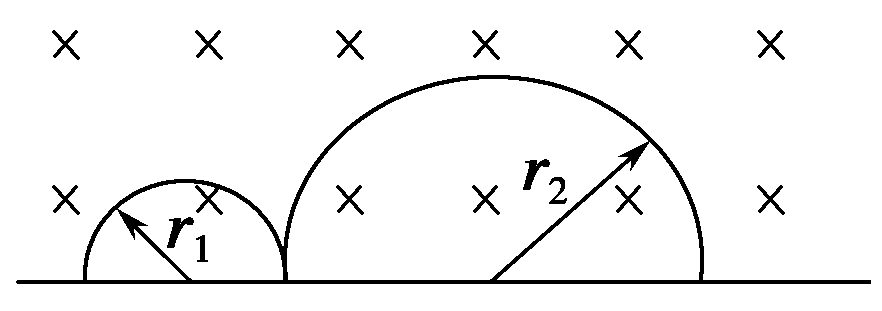 × × × × × ×
× × × × × ×
r₂
r₁